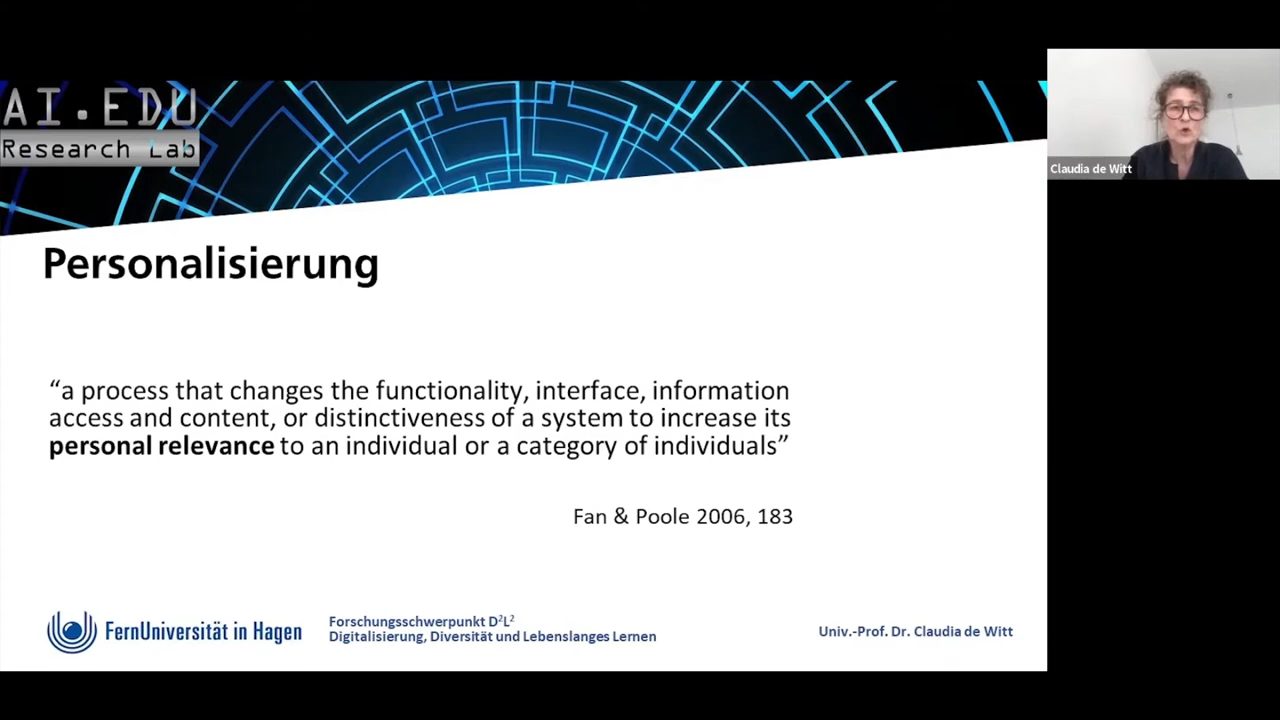 AI.EDU
Research Lab
Claudia de Witt
Personalisierung
“a process that changes the functionality, interface, information
access and content, or distinctiveness of a system to increase its
personal relevance to an individual or a category of individuals”
Fan & Poole 2006, 183
FernUniversität in Hagen
Forschungsschwerpunkt D²L²
Digitalisierung, Diversität und Lebenslanges Lernen
Univ.-Prof. Dr. Claudia de Witt